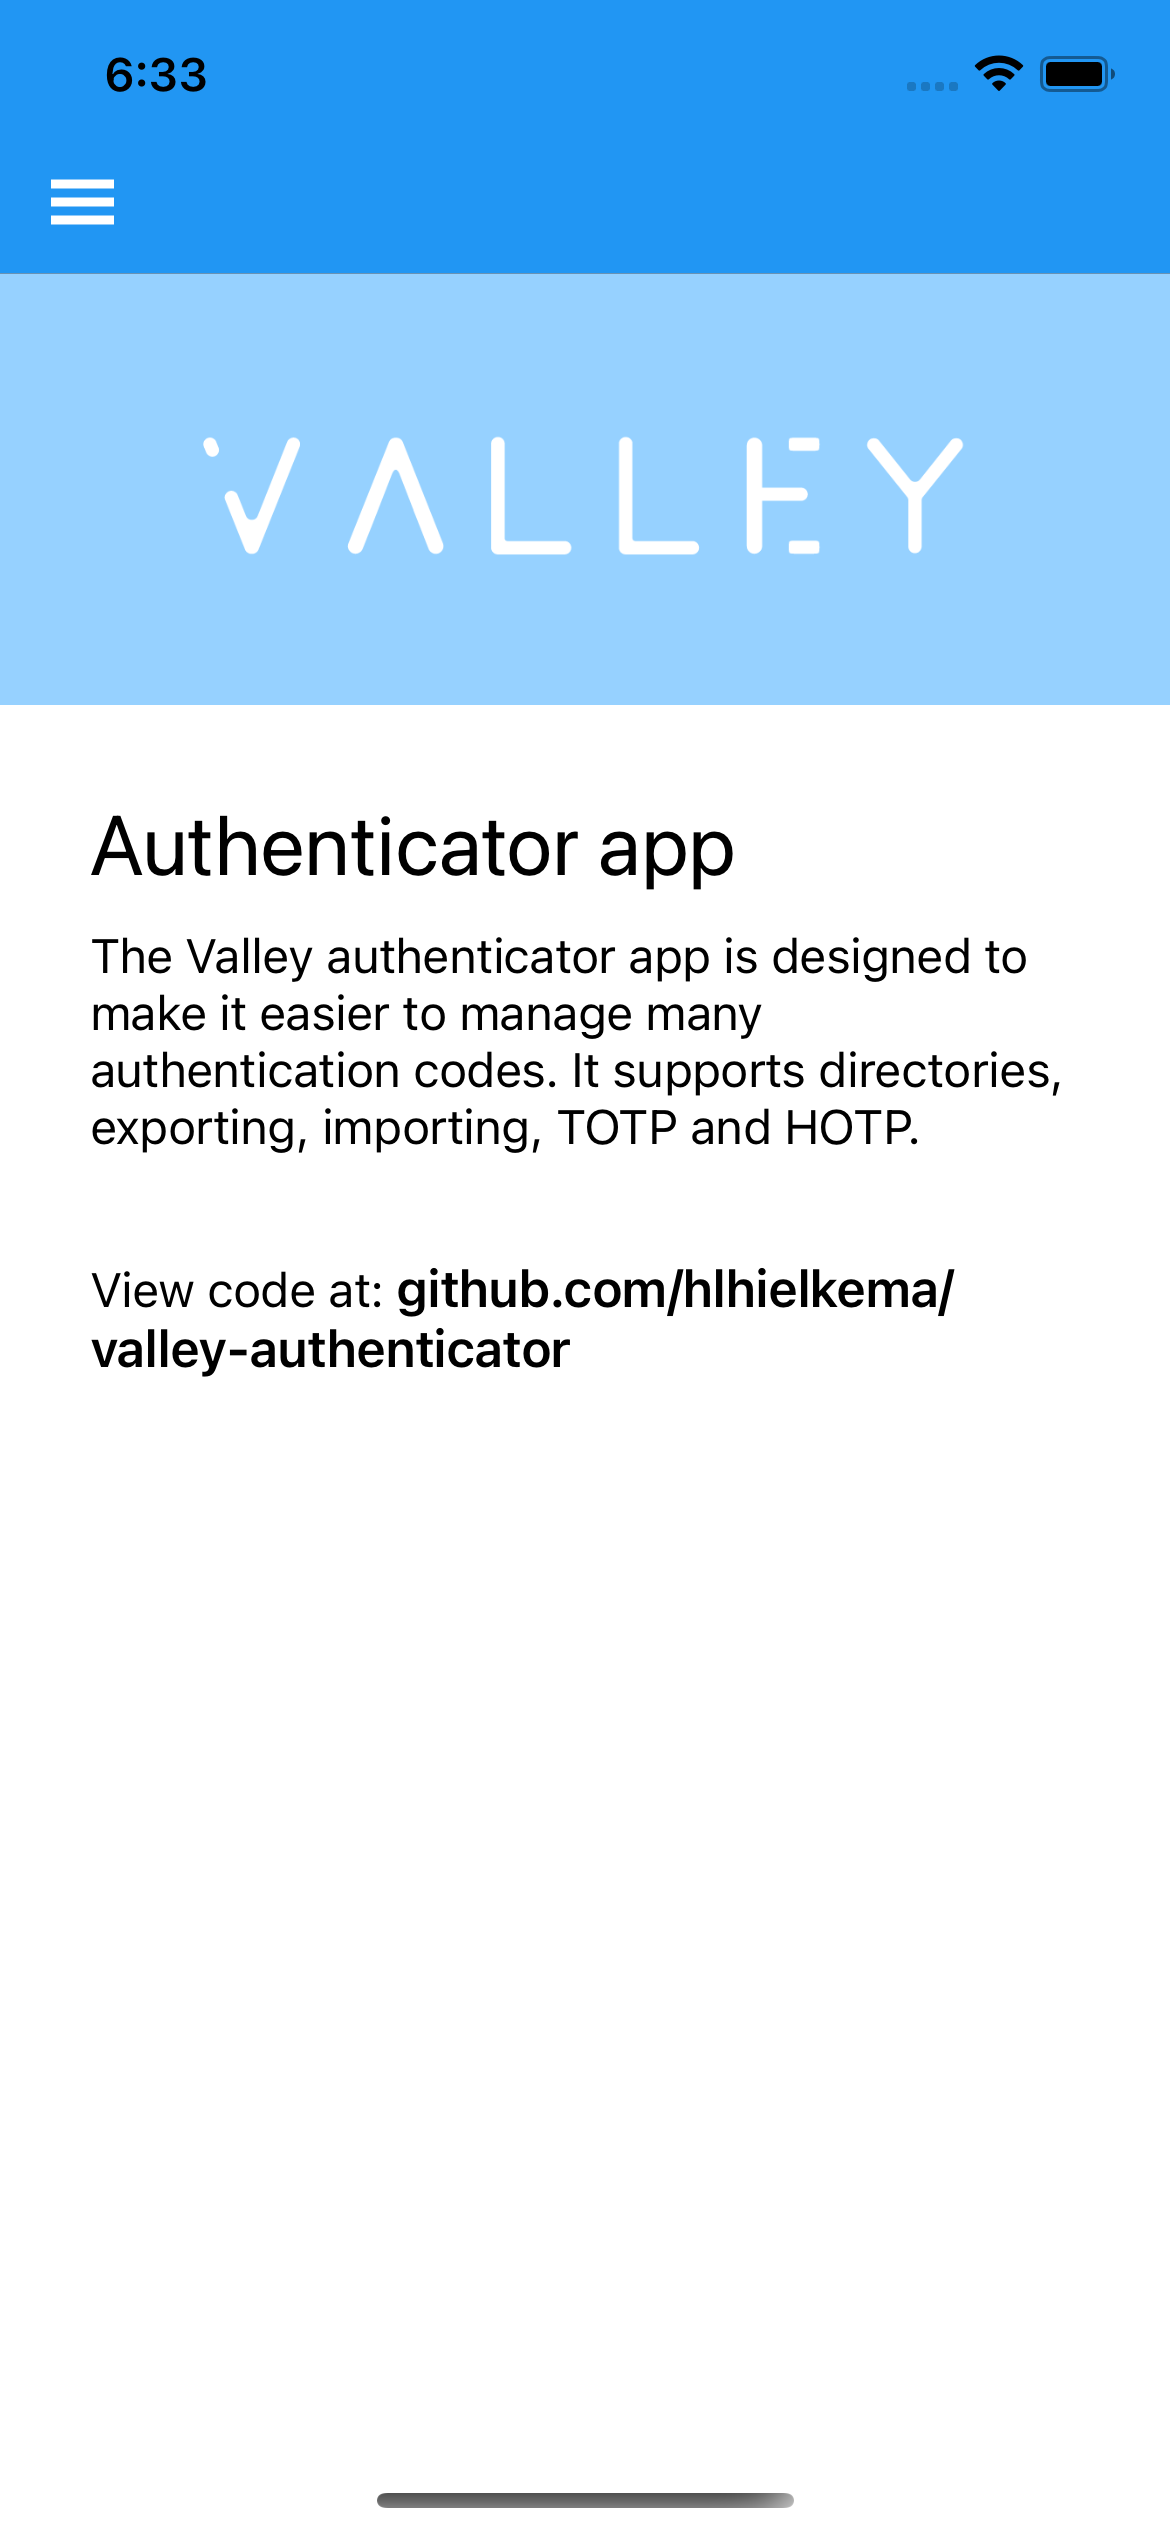 6:33
VALLEY
Authenticator app
The Valley authenticator app is designed to
make it easier to manage many
authentication codes. It supports directories,
exporting, importing, TOTP and HOTP.
View code at: github.com/hlhielkema/
valley-authenticator